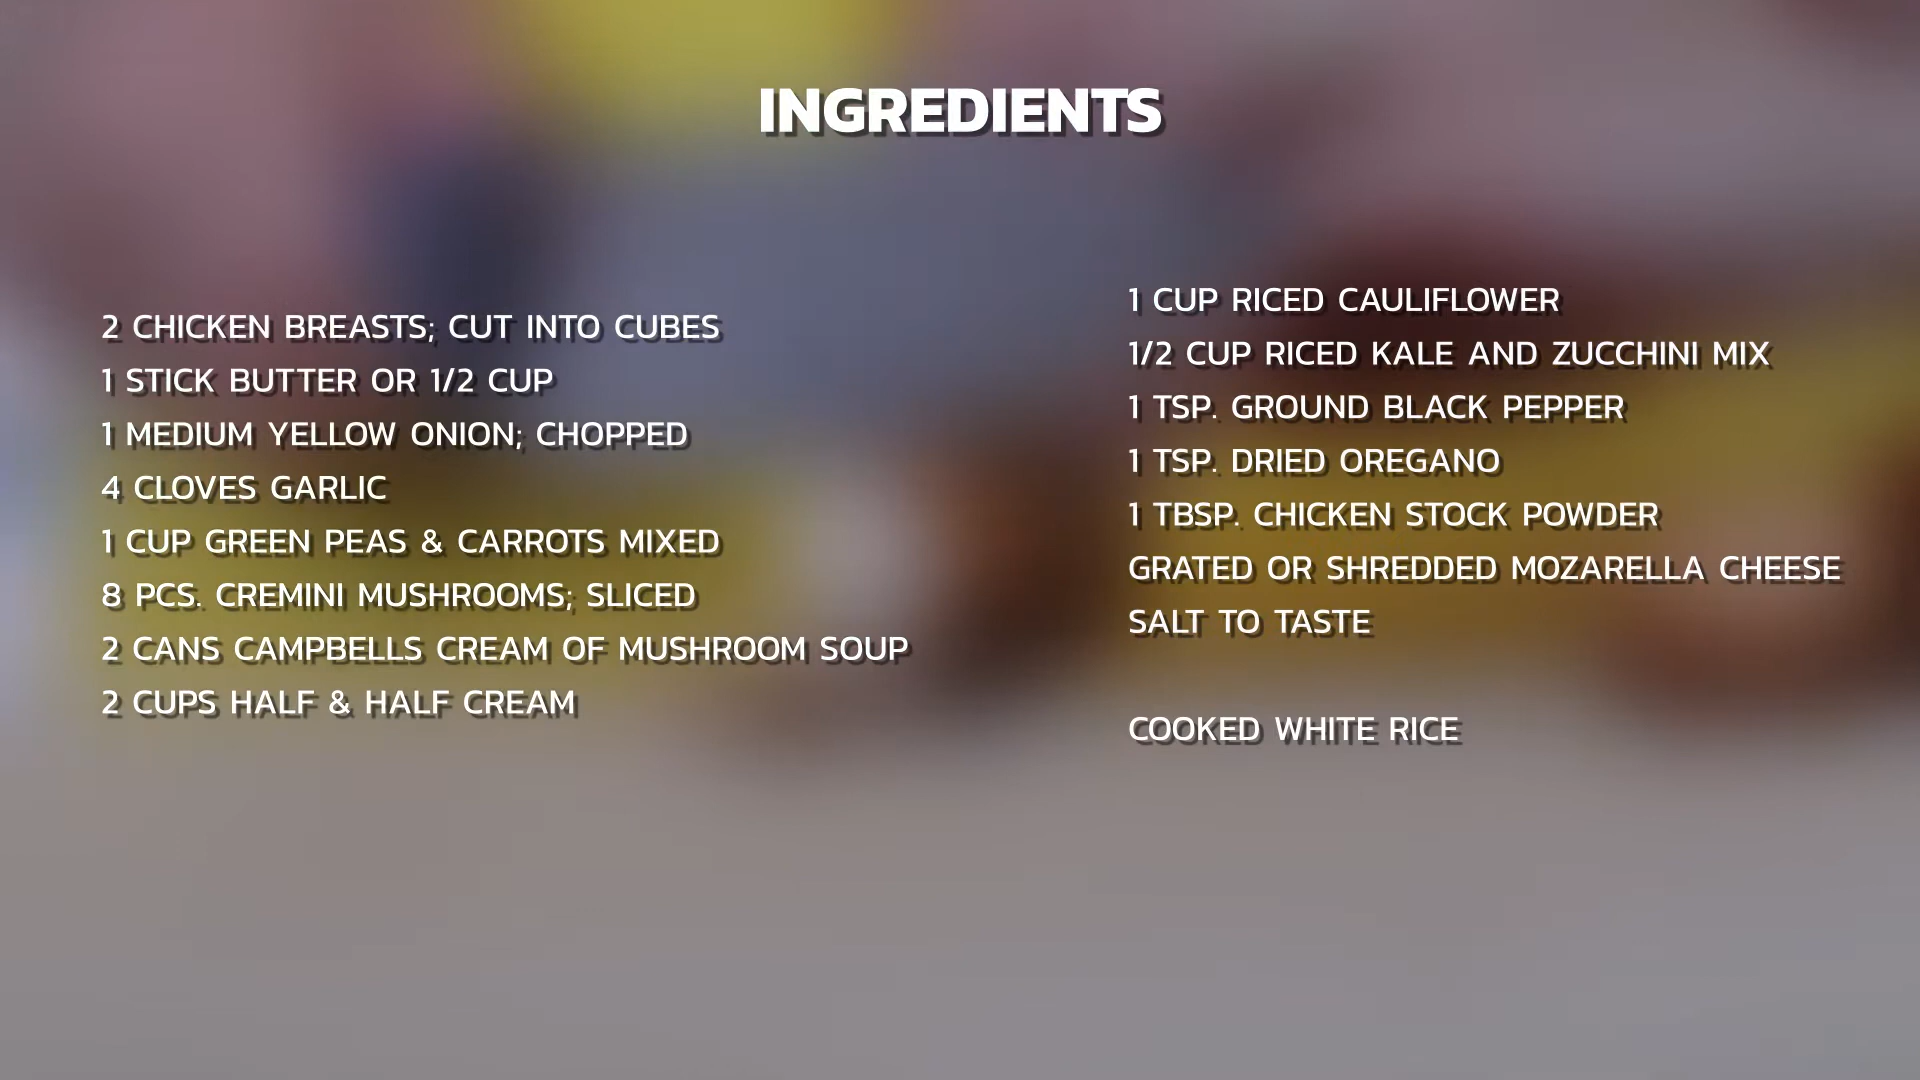 INGREDIENTS
2 CHICKEN BREASTS; CUT INTO CUBES
1 STICK BUTTER OR 1/2 CUP
1 MEDIUM YELLOW ONION; CHOPPED
4 CLOVES GARLIC
1 CUP GREEN PEAS & CARROTS MIXED
8 PCS. CREMINI MUSHROOMS; SLICED
2 CANS CAMPBELLS CREAM OF MUSHROOM SOUP
2 CUPS HALF & HALF CREAM
1 CUP RICED CAULIFLOWER
1/2 CUP RICED KALE AND ZUCCHINI MIX
1 TSP. GROUND BLACK PEPPER
1 TSP. DRIED OREGANO
1 TBSP. CHICKEN STOCK POWDER
GRATED OR SHREDDED MOZARELLA CHEESE
SALT TO TASTE
COOKED WHITE RICE